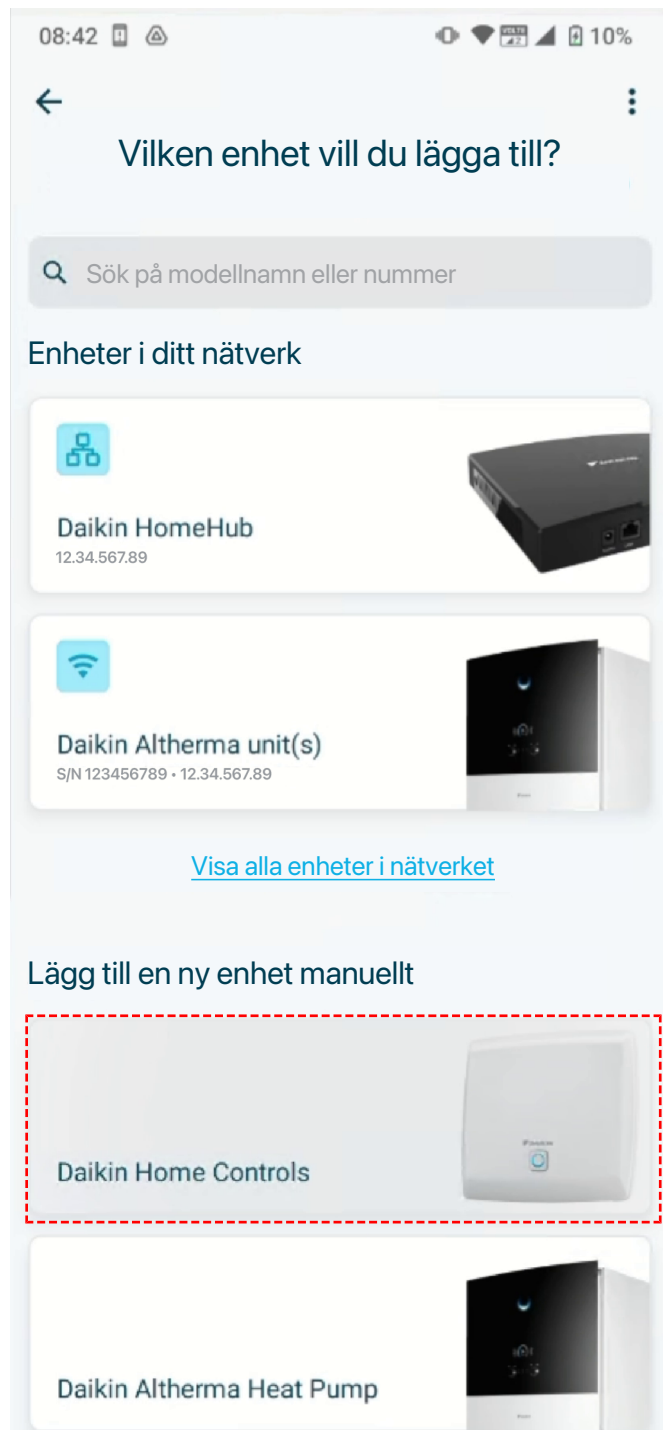 08:42
10%
Vilken enhet vill du lägga till?
Sök på modellnamn eller nummer
Enheter i ditt nätverk
Daikin HomeHub
12.34.567.89
Daikin Altherma unit(s)
S/N 123456789 • 12.34.567.89
Visa alla enheter i nätverket
Lägg till en ny enhet manuellt
Daikin Home Controls
Daikin Altherma Heat Pump